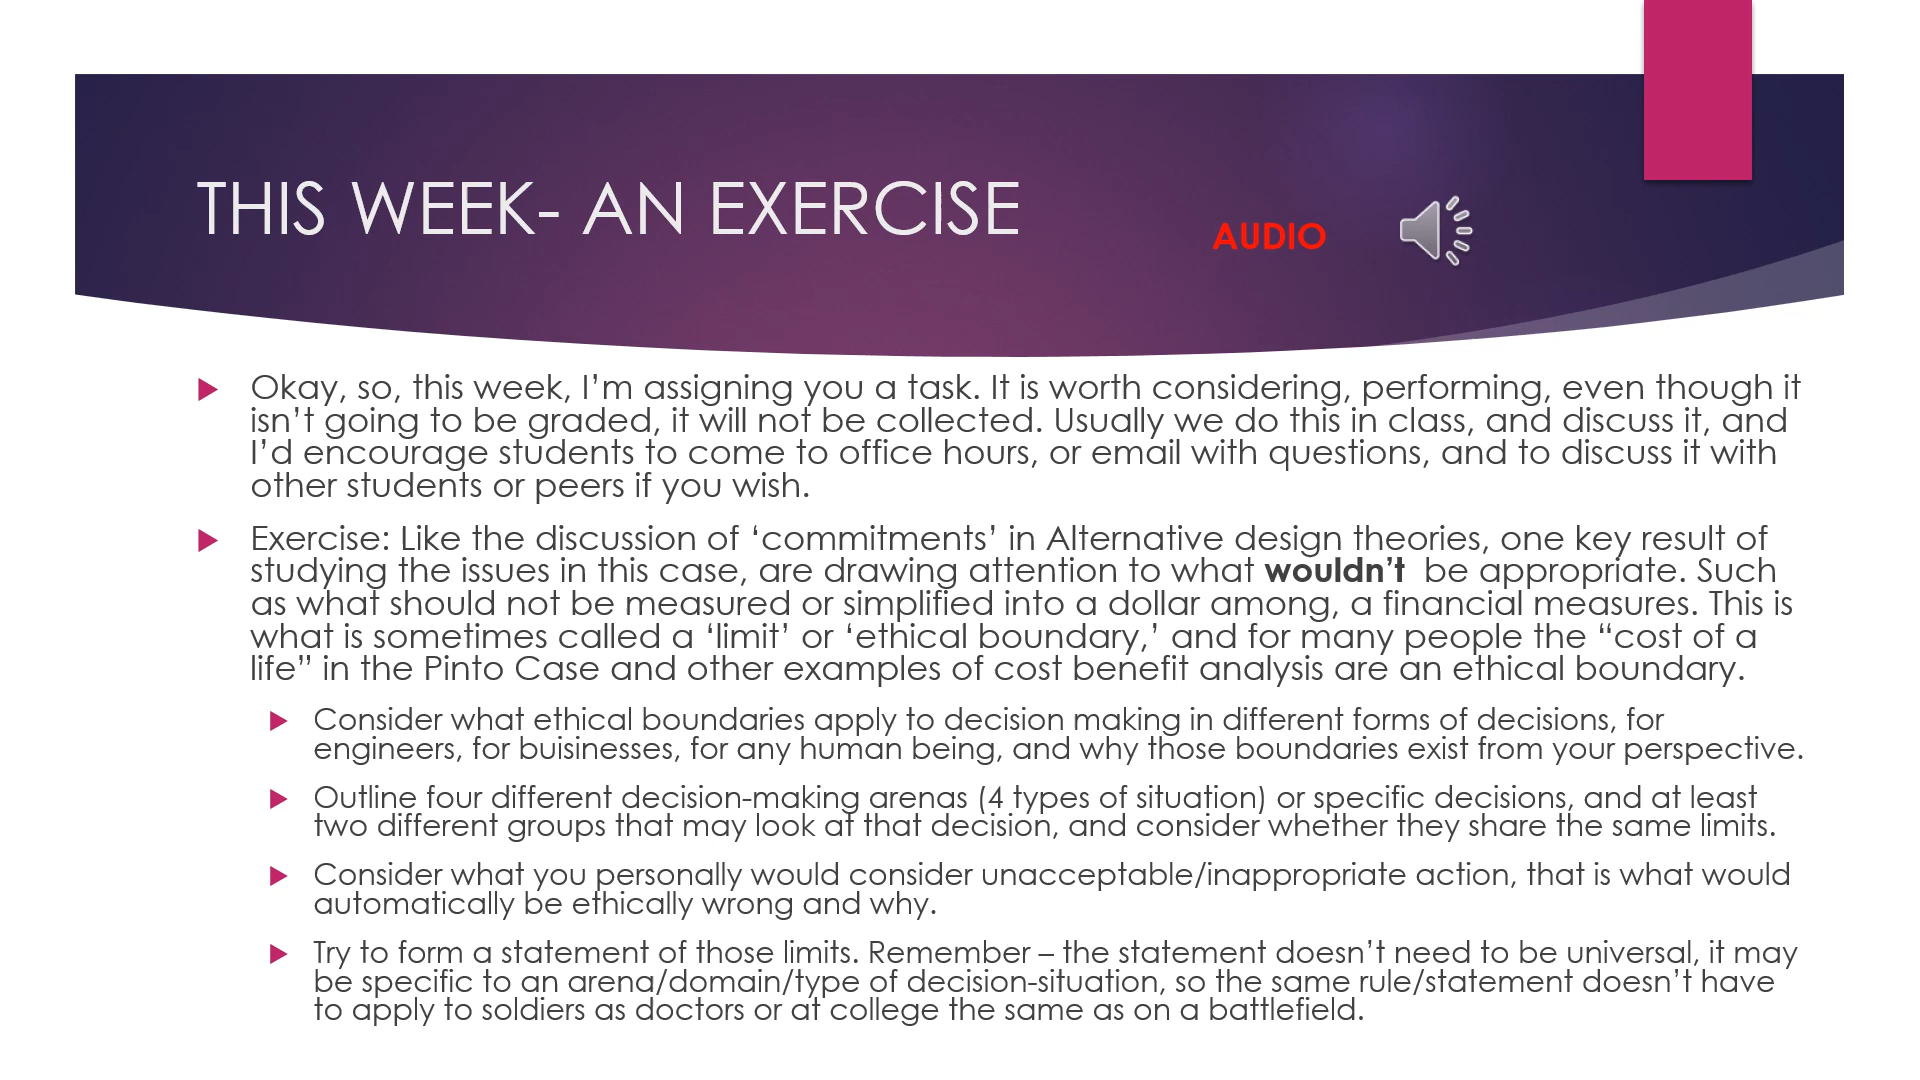 THIS WEEK- AN EXERCISE
AUDIO
Okay, so, this week, I’m assigning you a task. It is worth considering, performing, even though it
isn’t going to be graded, it will not be collected. Usually we do this in class, and discuss it, and
I’d encourage students to come to office hours, or email with questions, and to discuss it with
other students or peers if you wish.
Exercise: Like the discussion of ‘commitments’ in Alternative design theories, one key result of
studying the issues in this case, are drawing attention to what wouldn’t be appropriate. Such
as what should not be measured or simplified into a dollar among, a financial measures. This is
what is sometimes called a ‘limit’ or ‘ethical boundary,’ and for many people the “cost of a
life” in the Pinto Case and other examples of cost benefit analysis are an ethical boundary.
Consider what ethical boundaries apply to decision making in different forms of decisions, for
engineers, for buisinesses, for any human being, and why those boundaries exist from your perspective.
Outline four different decision-making arenas (4 types of situation) or specific decisions, and at least
two different groups that may look at that decision, and consider whether they share the same limits.
Consider what you personally would consider unacceptable/inappropriate action, that is what would
automatically be ethically wrong and why.
Try to form a statement of those limits. Remember – the statement doesn’t need to be universal, it may
be specific to an arena/domain/type of decision-situation, so the same rule/statement doesn’t have
to apply to soldiers as doctors or at college the same as on a battlefield.